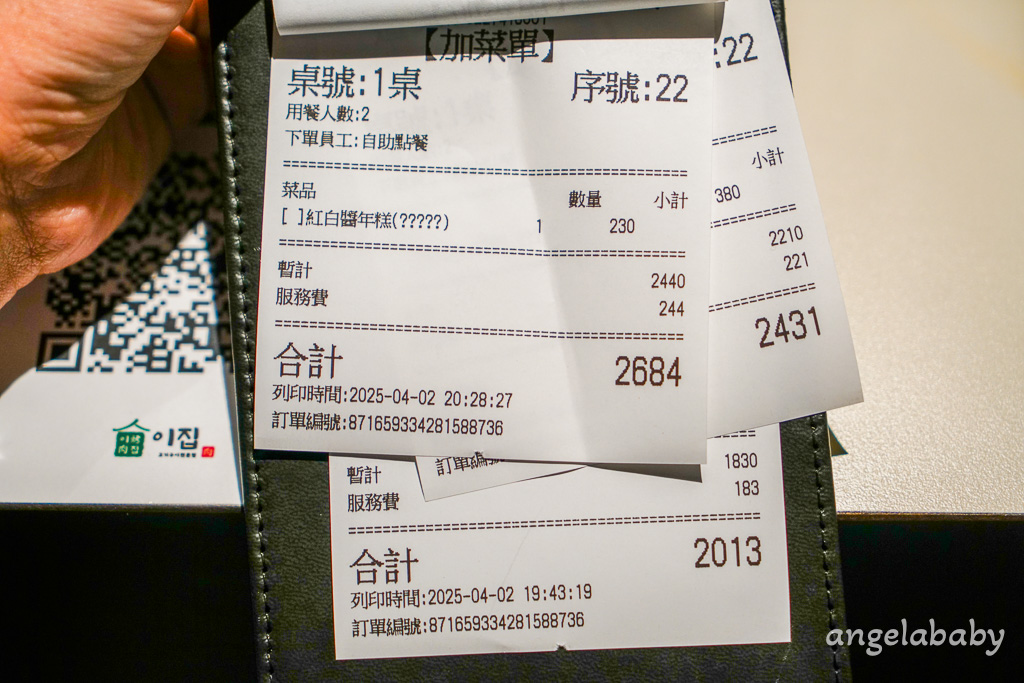 【加菜單】
桌號:1桌 序號:22
用餐人數:2
下單員工:自助點餐
菜品 數量 小計
[ ]紅白醬年糕(?????) 1 230
暫計 2440
服務費 244
合計 2684
列印時間:2025-04-02 20:28:27
訂單編號:871659334281588736
:22
小計
380
2210
221
2431
訂單編號
暫計 1830
服務費 183
合計 2013
列印時間:2025-04-02 19:43:19
訂單編號:871659334281588736
이집
angelababy